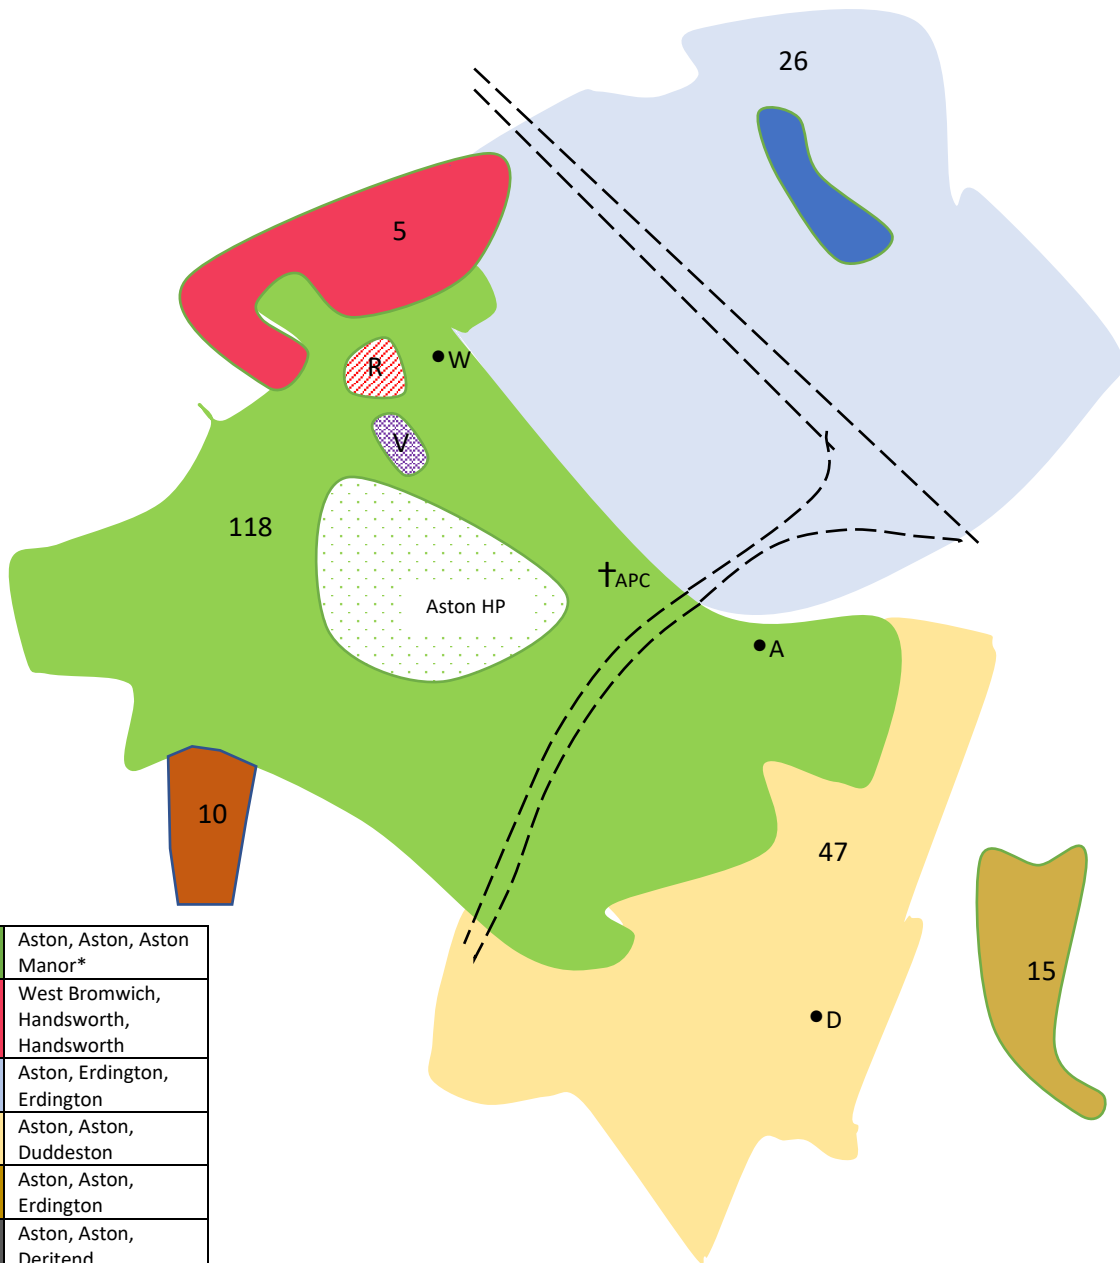 26
5
W
R
V
118
APC
Aston HP
A
10
47
15
D
Aston, Aston, Aston
Manor*
West Bromwich,
Handsworth,
Handsworth
Aston, Erdington,
Erdington
Aston, Aston,
Duddeston
Aston, Aston,
Erdington
Aston, Aston,
Deritend